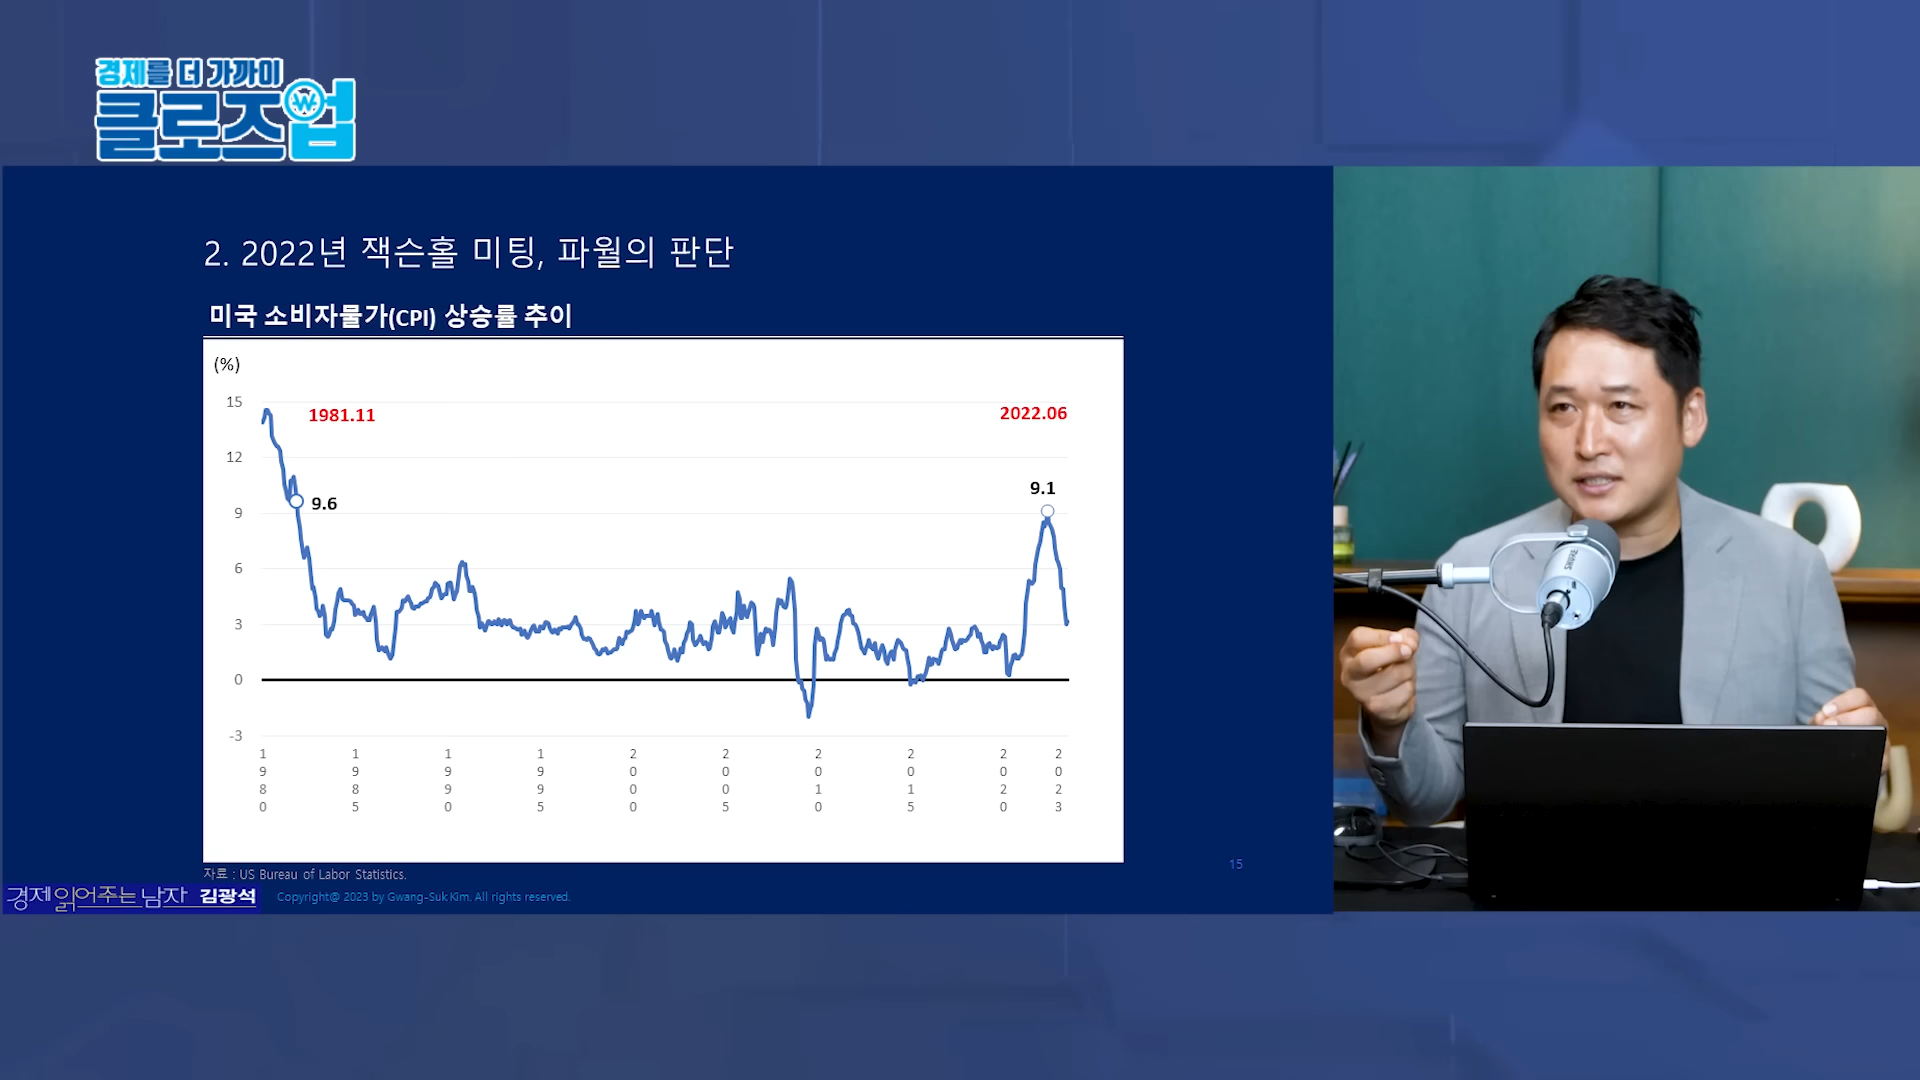 경제를 더 가까이
클로즈업
2. 2022년 잭슨홀 미팅, 파월의 판단
미국 소비자물가(CPI) 상승률 추이
(%)
15
1981.11
2022.06
12
9.1
9.6
9
6
3
0
-3
1980
1985
1990
1995
2000
2005
2010
2015
2020
2023
SHURE
15
자료 : US Bureau of Labor Statistics.
경제읽어주는남자 김광석
Copyright@ 2023 by Gwang-Suk Kim. All rights reserved.